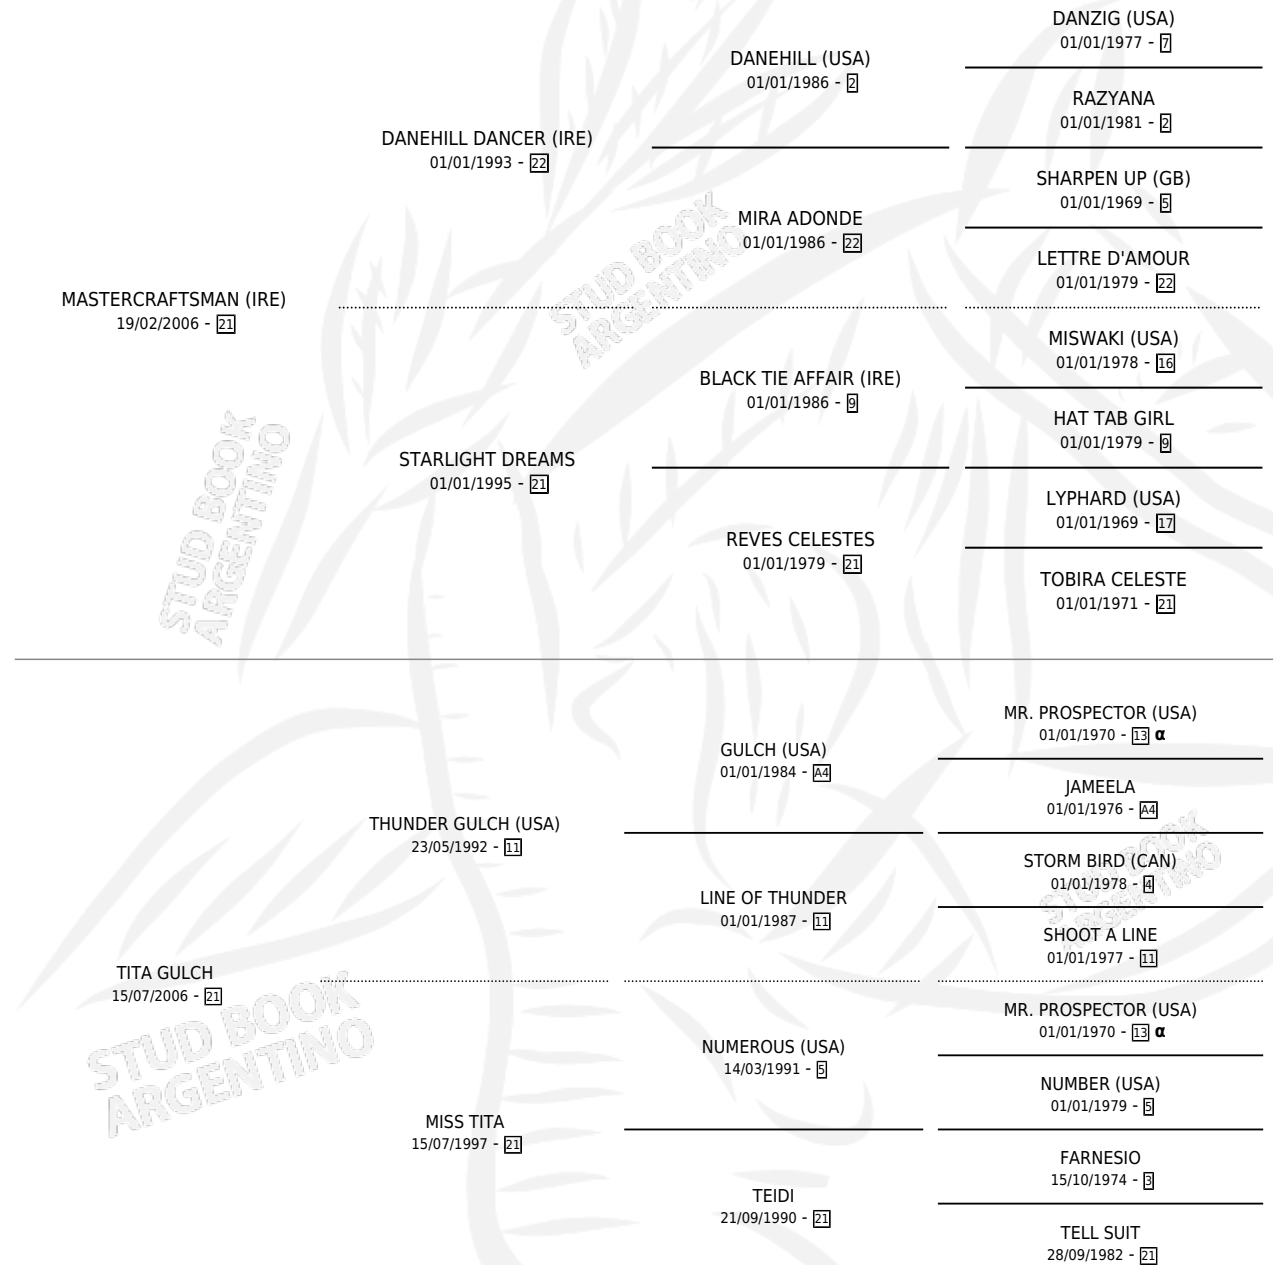 DANZIG (USA)
01/01/1977 - 7
DANEHILL (USA)
01/01/1986 - 2
RAZYANA
01/01/1981 - 2
DANEHILL DANCER (IRE)
01/01/1993 - 22
SHARPEN UP (GB)
01/01/1969 - 5
MIRA ADONDE
01/01/1986 - 22
LETTRE D'AMOUR
01/01/1979 - 22
MASTERCRAFTSMAN (IRE)
19/02/2006 - 21
MISWAKI (USA)
01/01/1978 - 16
BLACK TIE AFFAIR (IRE)
01/01/1986 - 9
HAT TAB GIRL
01/01/1979 - 9
STARLIGHT DREAMS
01/01/1995 - 21
LYPHARD (USA)
01/01/1969 - 17
REVES CELESTES
01/01/1979 - 21
TOBIRA CELESTE
01/01/1971 - 21
MR. PROSPECTOR (USA)
01/01/1970 - 13 α
GULCH (USA)
01/01/1984 - A4
JAMEELA
01/01/1976 - A4
THUNDER GULCH (USA)
23/05/1992 - 11
STORM BIRD (CAN)
01/01/1978 - 4
LINE OF THUNDER
01/01/1987 - 11
SHOOT A LINE
01/01/1977 - 11
TITA GULCH
15/07/2006 - 21
MR. PROSPECTOR (USA)
01/01/1970 - 13 α
NUMEROUS (USA)
14/03/1991 - 5
NUMBER (USA)
01/01/1979 - 5
MISS TITA
15/07/1997 - 21
FARNESIO
15/10/1974 - 3
TEIDI
21/09/1990 - 21
TELL SUIT
28/09/1982 - 21
STUD BOOK
ARGENTINO
STUD BOOK
ARGENTINO
STUD BOOK
ARGENTINO
STUD BOOK
ARGENTINO